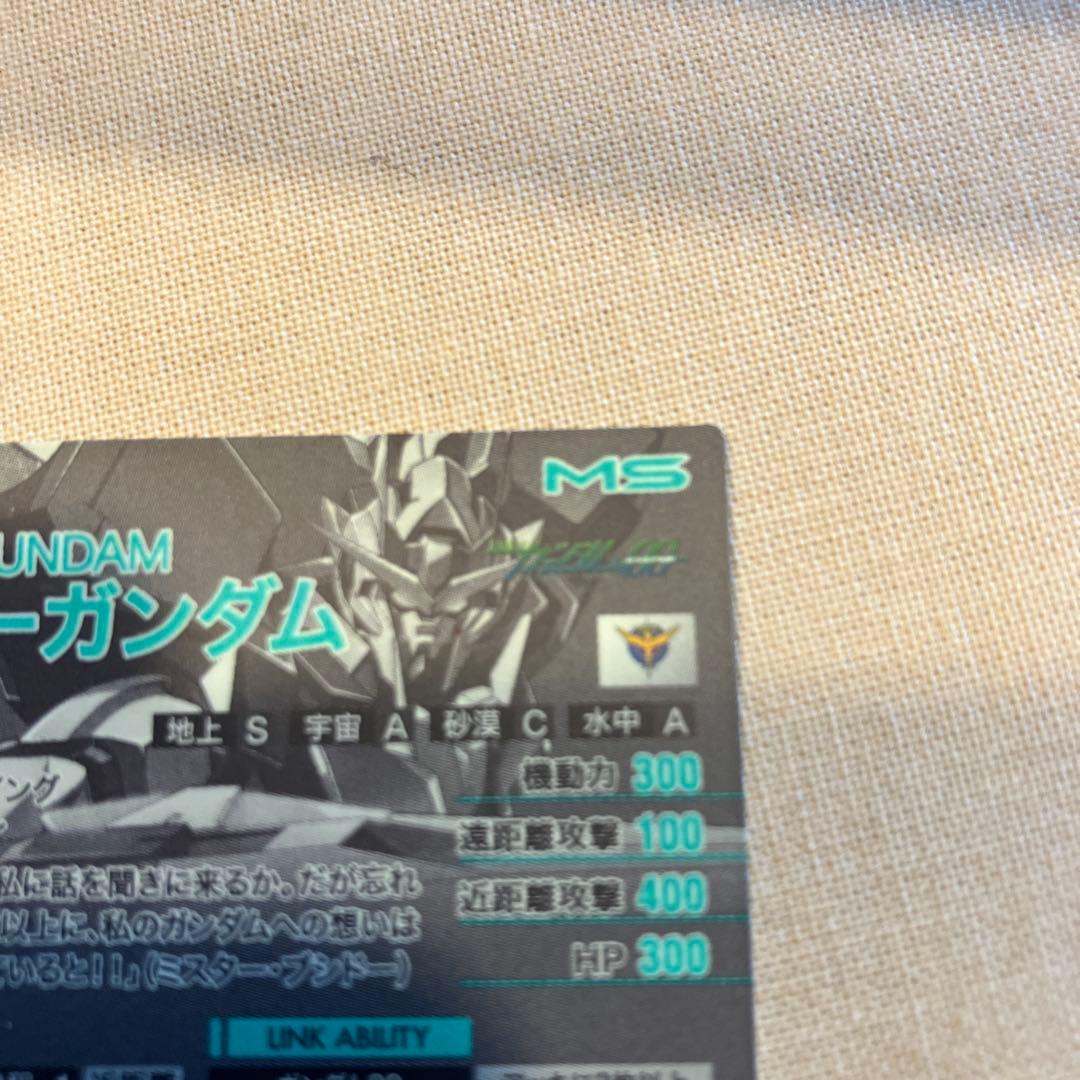 M.S
UNDAM
ーガンダム
地上 S 宇宙 A 砂漠 C 水中 A
機動力 300
ング
遠距離攻撃 100
私に話を聞きに来るか。だが忘れ
近距離攻撃 400
以上に、私のガンダムへの想いは
HP 300
いると!!」(ミスター・ブシドー)
LINK ABILITY